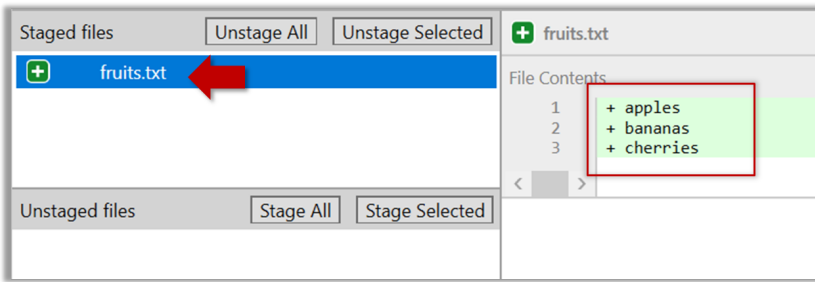 Staged files
Unstage All
Unstage Selected
fruits.txt
Unstaged files
Stage All
Stage Selected
fruits.txt
File Contents
1 + apples
2 + bananas
3 + cherries